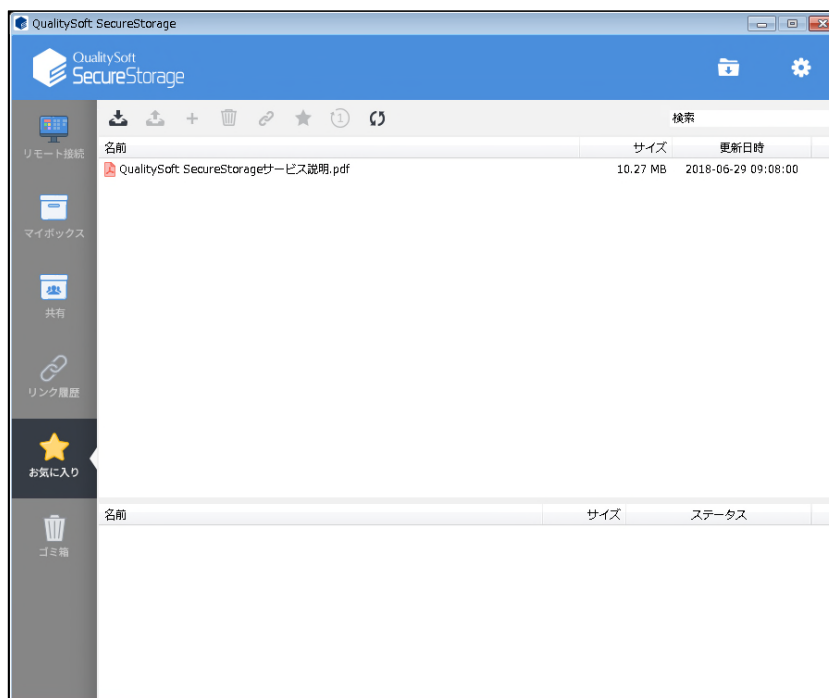 QualitySoft SecureStorage
QualitySoft
SecureStorage
リモート接続
マイボックス
共有
リンク履歴
お気に入り
ゴミ箱
1
検索
名前 サイズ 更新日時
QualitySoft SecureStorageサービス説明.pdf 10.27 MB 2018-06-29 09:08:00
名前 サイズ ステータス